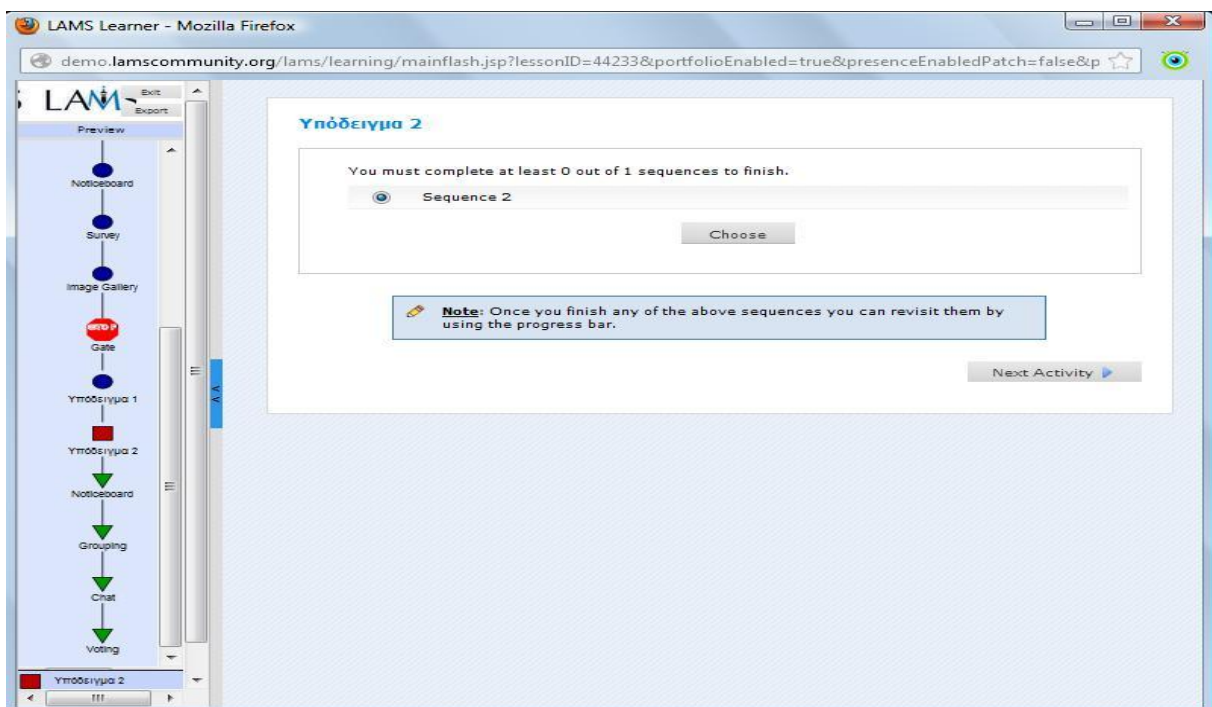 LAMS Learner - Mozilla Firefox
demo.lamscommunity.org/lams/learning/mainflash.jsp?lessonID=44233&portfolioEnabled=true&presenceEnabledPatch=false&p
LAMS
Exit
Export
Preview
Noticeboard
Survey
Image Gallery
STOP
Gate
Υπόδειγμα 1
Υπόδειγμα 2
Noticeboard
Grouping
Chat
Voting
Υπόδειγμα 2
Υπόδειγμα 2
You must complete at least 0 out of 1 sequences to finish.
Sequence 2
Choose
Note: Once you finish any of the above sequences you can revisit them by
using the progress bar.
Next Activity